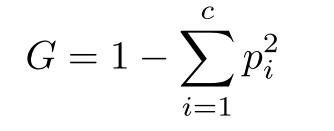 G = 1 − \sum_{i=1}^{c} p_i^2